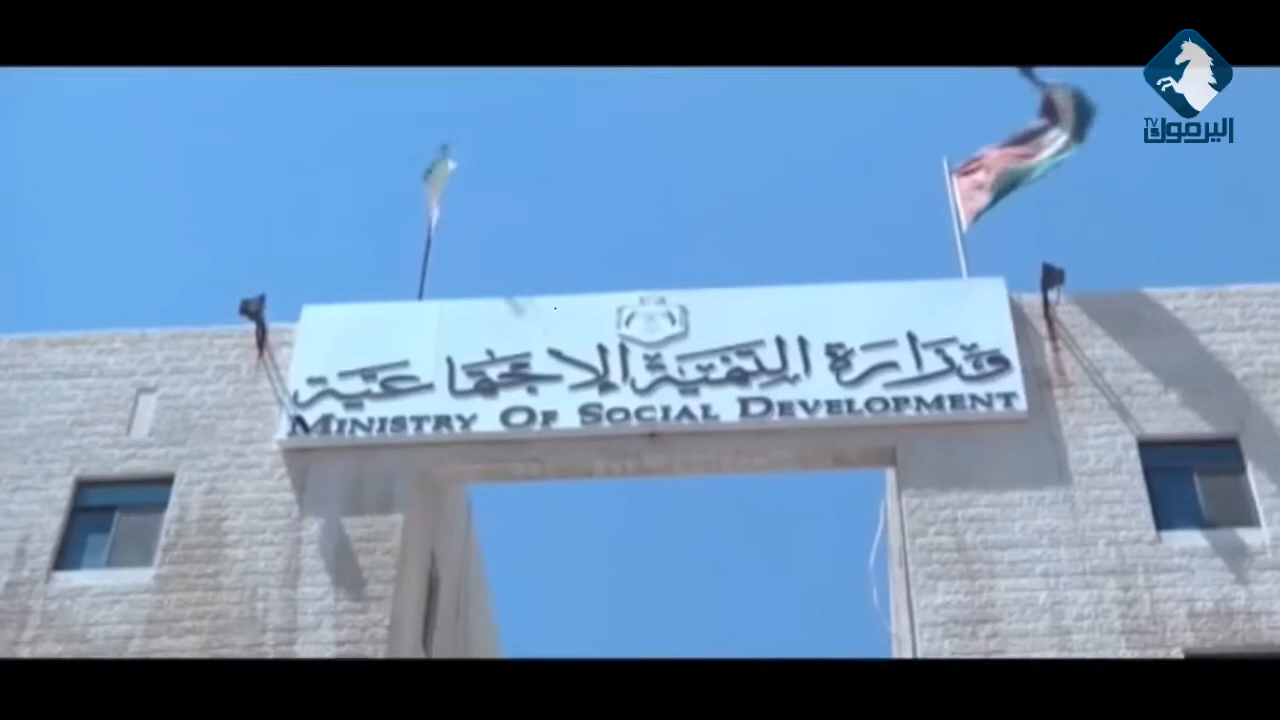 اليرموك
TV
وزارة التنمية الاجتماعية
MINISTRY OF SOCIAL DEVELOPMENT